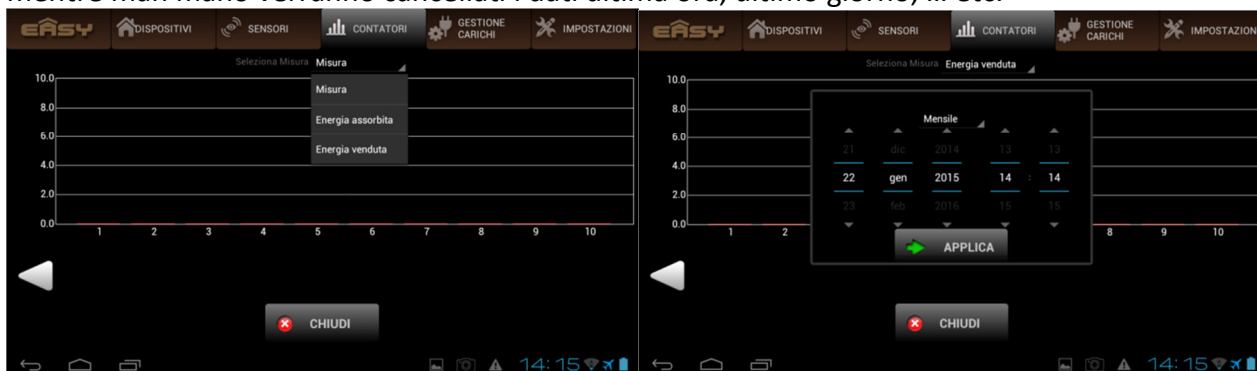 mentre man mano verranno cancellati i dati ultima ora, ultimo giorno, ... etc.
EÂSY DISPOSITIVI SENSORI CONTATORI GESTIONE CARICHI IMPOSTAZIONI
Seleziona Misura Misura
Misura
Energia assorbita
Energia venduta
10.0
8.0
6.0
4.0
2.0
0.0
1 2 3 4 5 6 7 8 9 10
CHIUDI
14:15
EÂSY DISPOSITIVI SENSORI CONTATORI GESTIONE CARICHI IMPOSTAZION
Seleziona Misura Energia venduta
10.0
8.0
6.0
4.0
2.0
0.0
Mensile
21 dic 2014 13 13
22 gen 2015 14 : 14
23 feb 2016 15 15
APPLICA
1 2 8 9 10
CHIUDI
14:15